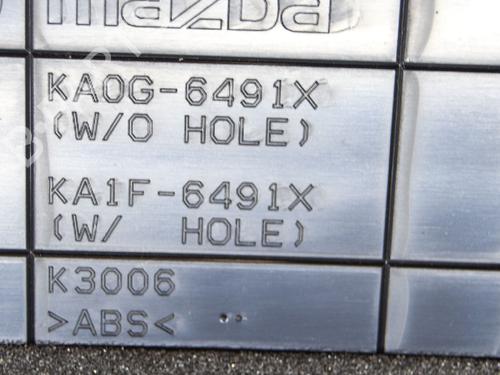 mazda
KA0G-6491X
(W/O HOLE)
KA1F-6491X
(W/ HOLE)
K3006
>ABS<